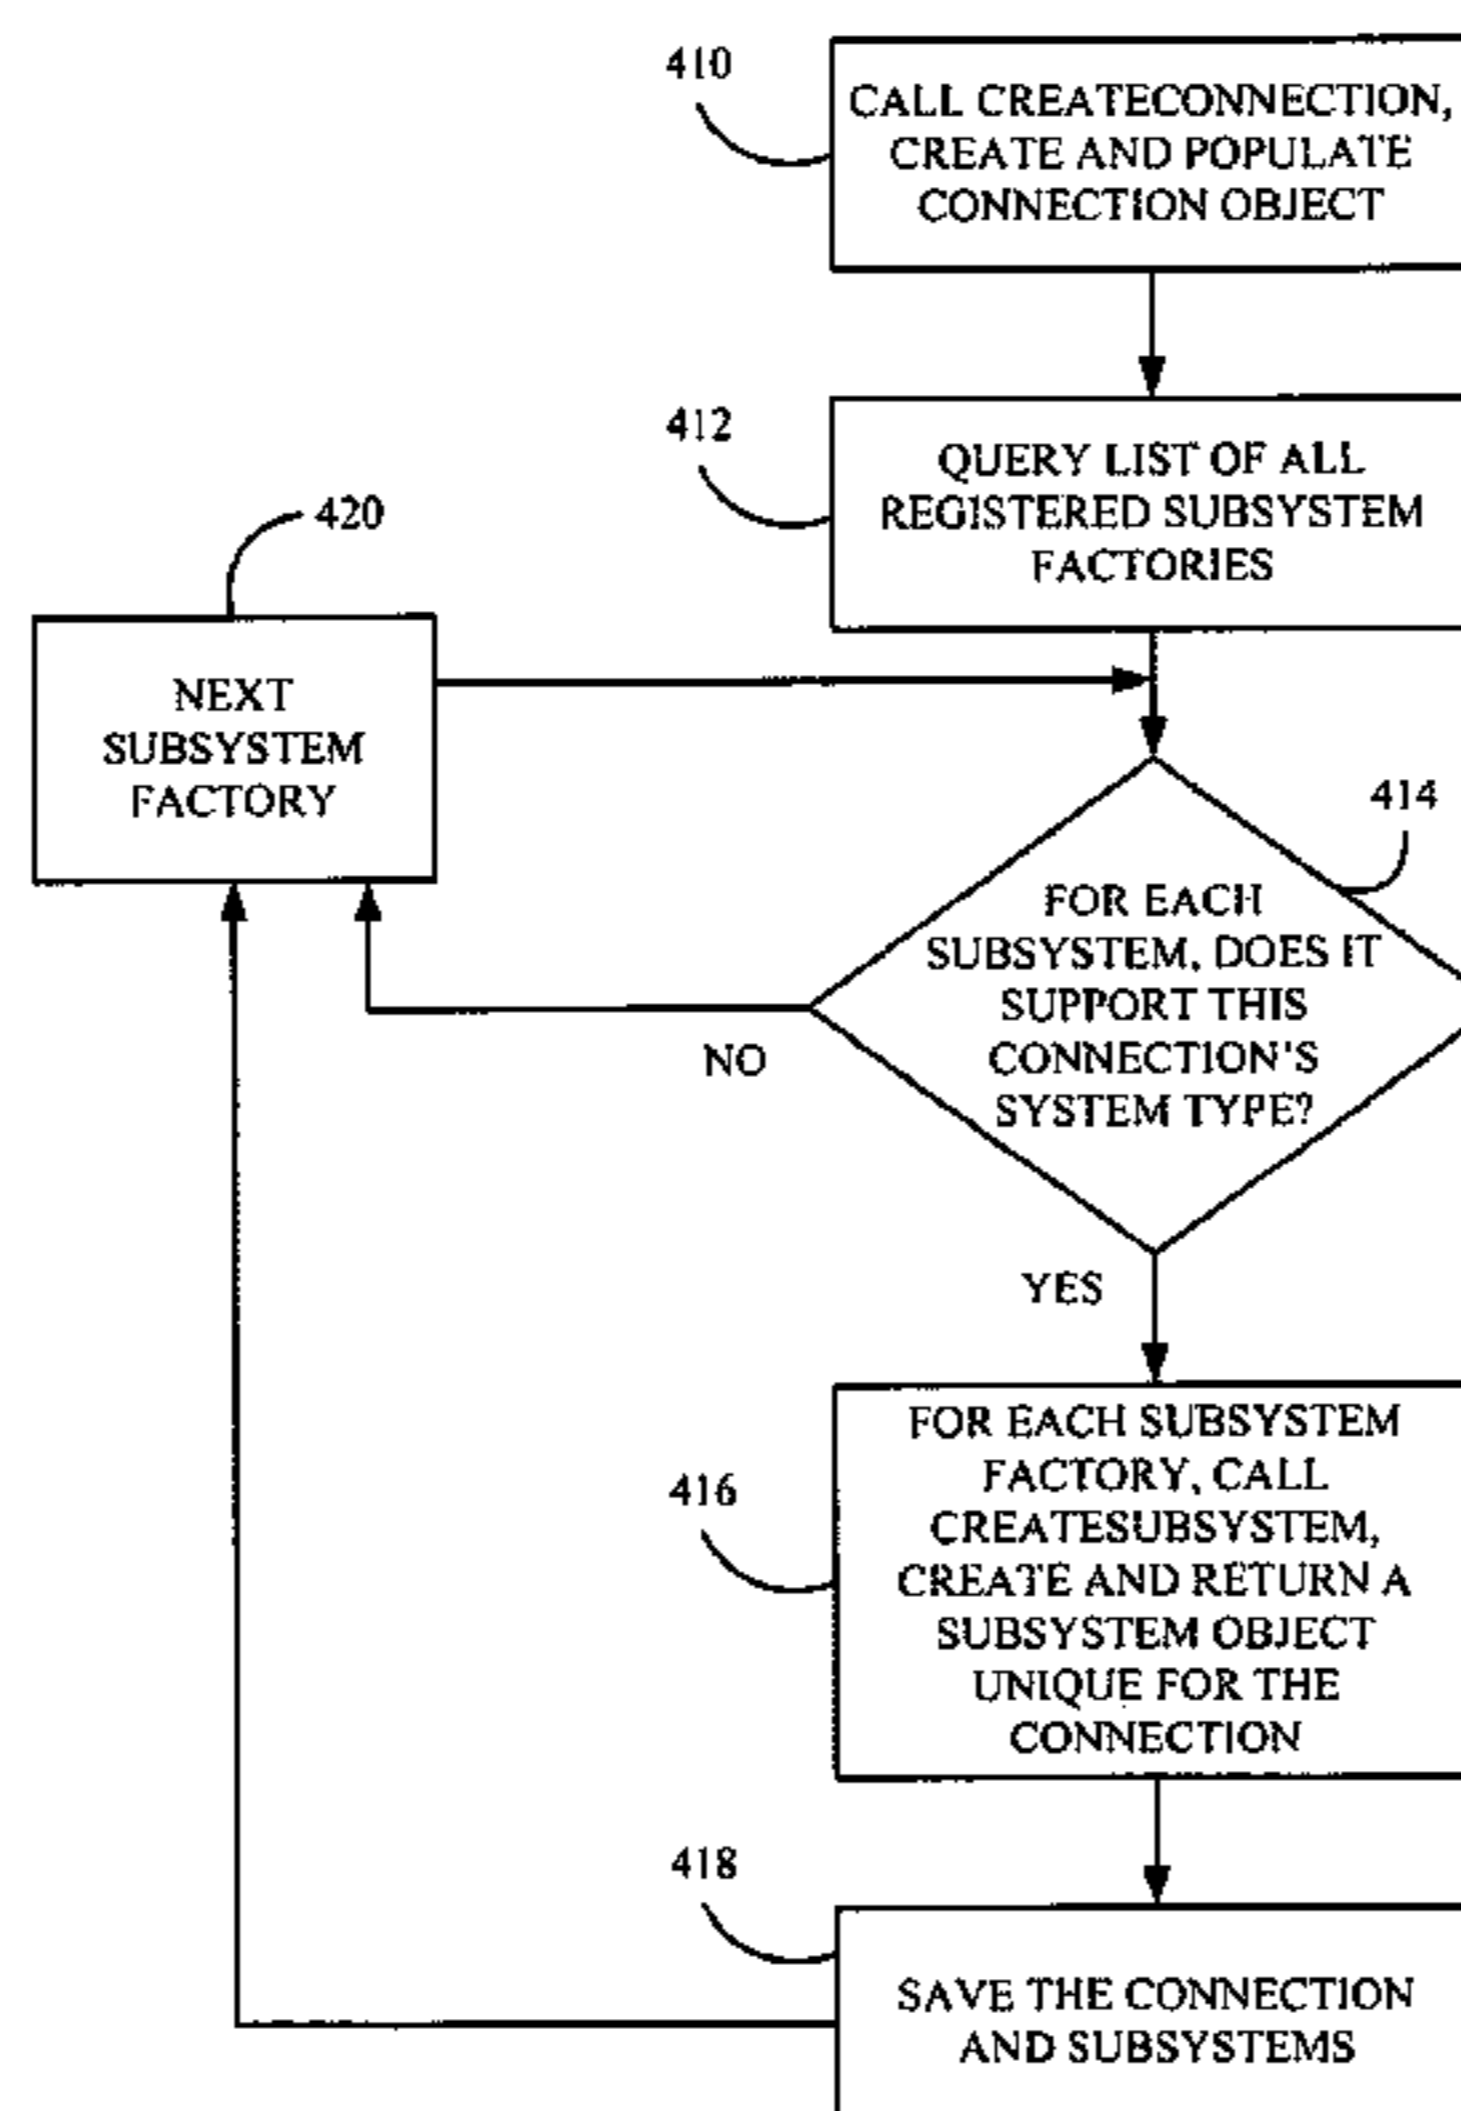 410
CALL CREATECONNECTION,
CREATE AND POPULATE
CONNECTION OBJECT
412
QUERY LIST OF ALL
REGISTERED SUBSYSTEM
FACTORIES
420
NEXT
SUBSYSTEM
FACTORY
414
FOR EACH
SUBSYSTEM, DOES IT
SUPPORT THIS
CONNECTION'S
SYSTEM TYPE?
NO
YES
416
FOR EACH SUBSYSTEM
FACTORY, CALL
CREATESUBSYSTEM,
CREATE AND RETURN A
SUBSYSTEM OBJECT
UNIQUE FOR THE
CONNECTION
418
SAVE THE CONNECTION
AND SUBSYSTEMS